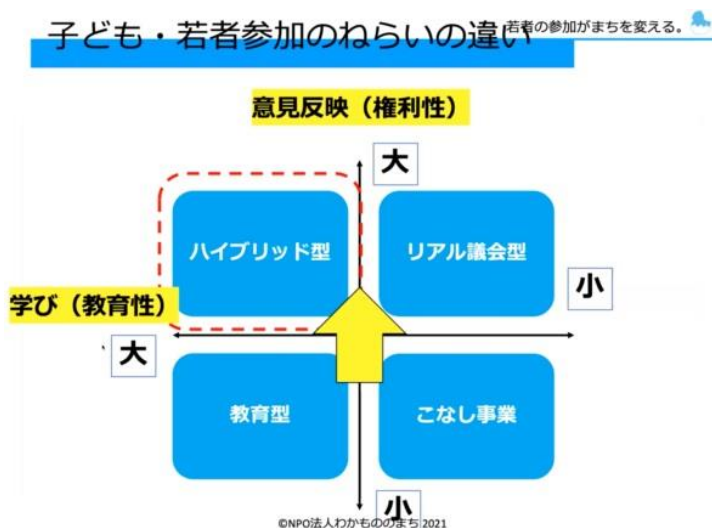 子ども・若者参加のねらいの違い
若者の参加がまちを変える。
意見反映（権利性）
大
ハイブリッド型
リアル議会型
小
学び（教育性）
大
教育型
こなし事業
小
©NPO法人わかもののまち 2021